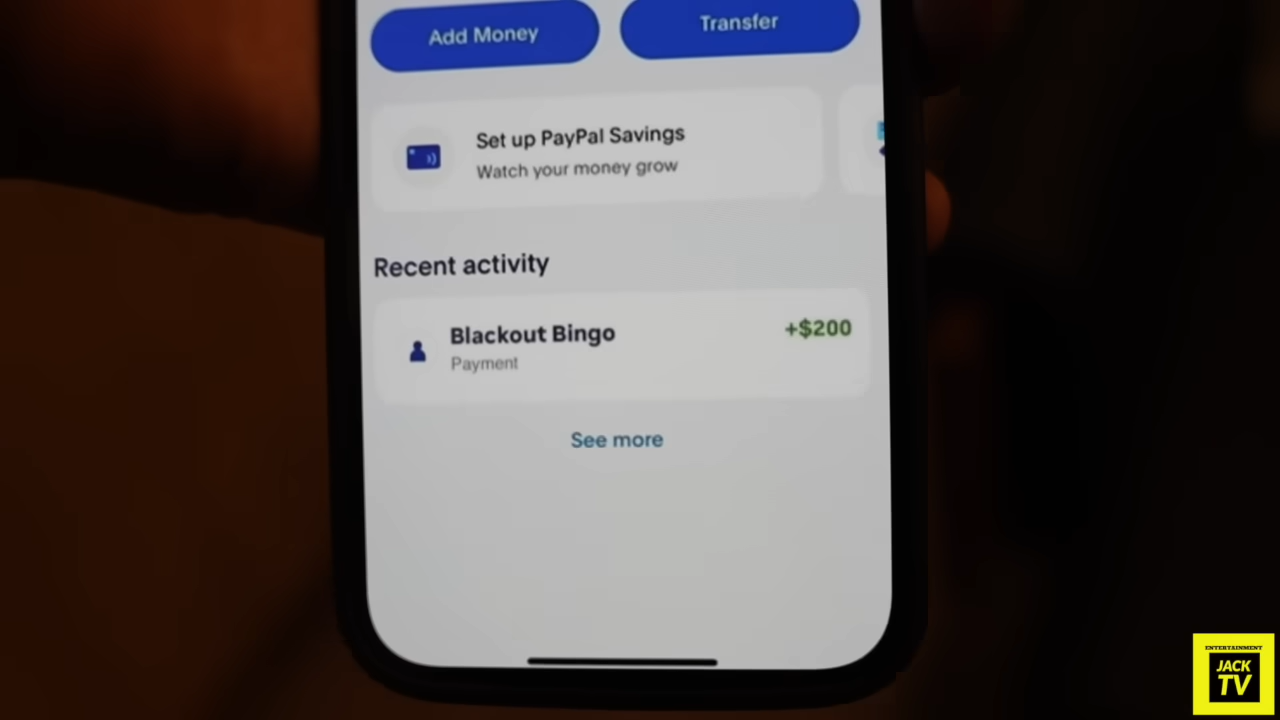 Add Money
Transfer
Set up PayPal Savings
Watch your money grow
Recent activity
Blackout Bingo
+$200
Payment
See more
ENTERTAINMENT
JACK
TV